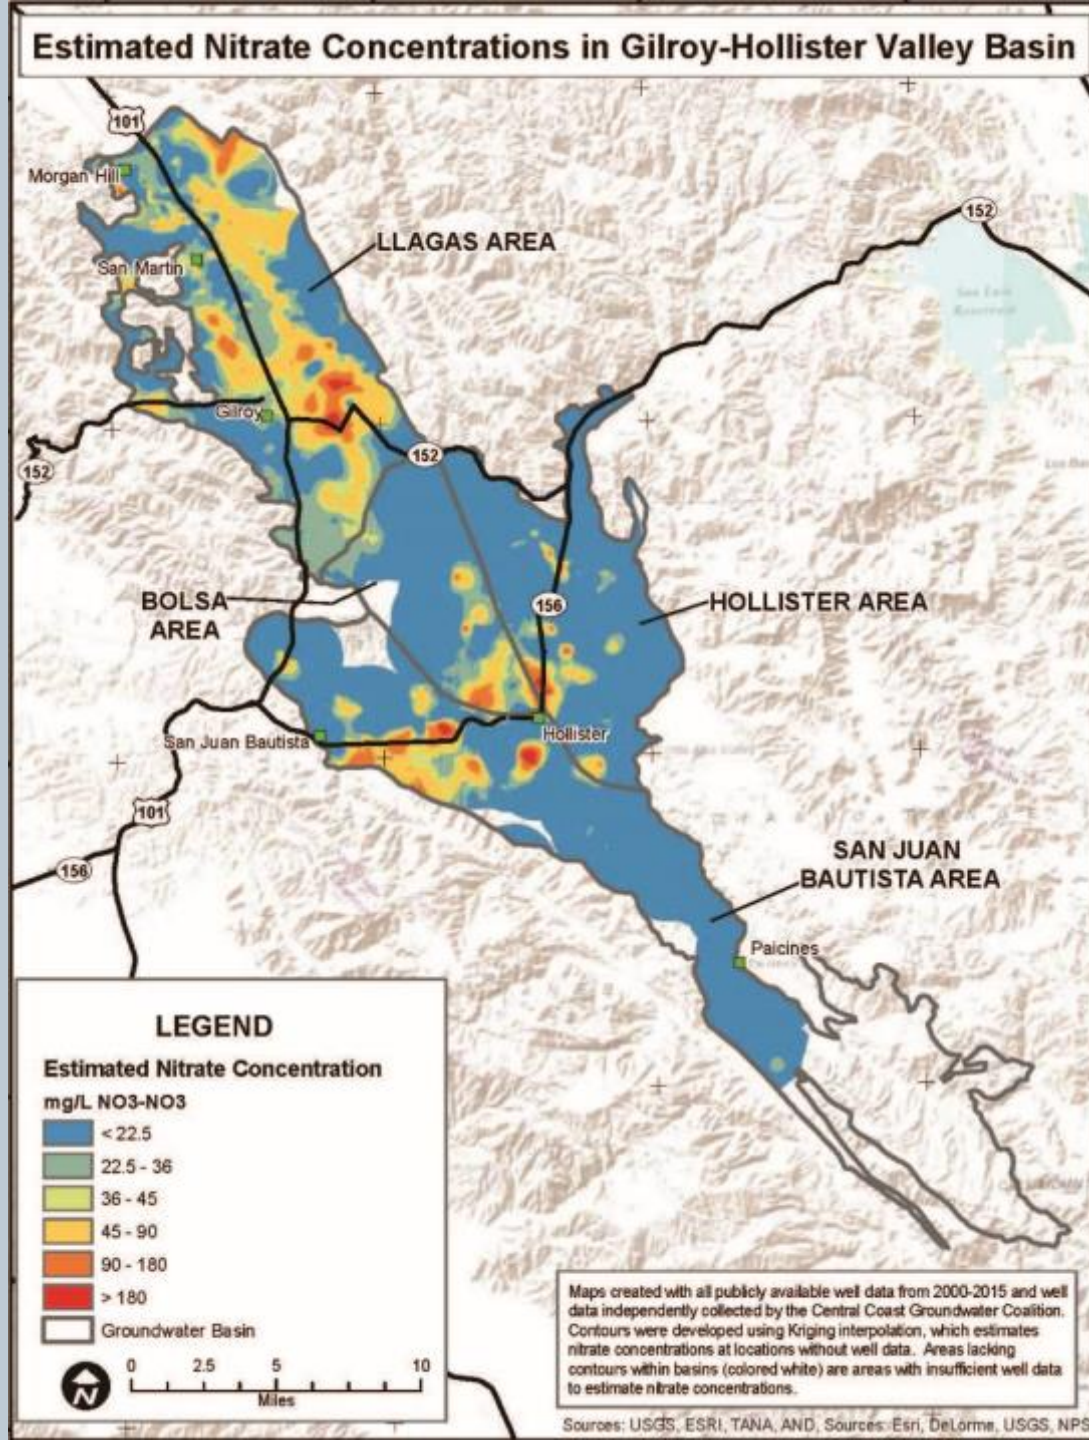 Estimated Nitrate Concentrations in Gilroy-Hollister Valley Basin
101
Morgan Hill
152
LLAGAS AREA
San Martin
San Luis
Reservoir
Gilroy
152
152
BOLSA
AREA
156
HOLLISTER AREA
San Juan Bautista
Hollister
101
156
SAN JUAN
BAUTISTA AREA
Paicines
LEGEND
Estimated Nitrate Concentration
mg/L NO3-NO3
< 22.5
22.5 - 36
36 - 45
45 - 90
90 - 180
> 180
Groundwater Basin
N
0 2.5 5 10
Miles
Maps created with all publicly available well data from 2000-2015 and well
data independently collected by the Central Coast Groundwater Coalition.
Contours were developed using Kriging interpolation, which estimates
nitrate concentrations at locations without well data. Areas lacking
contours within basins (colored white) are areas with insufficient well data
to estimate nitrate concentrations.
Sources: USGS, ESRI, TANA, AND, Sources: Esri, DeLorme, USGS, NPS